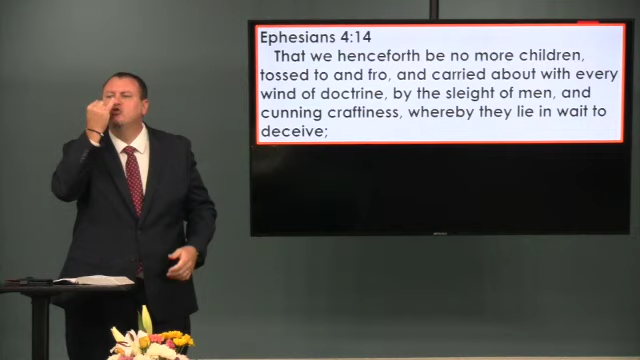 Ephesians 4:14
That we henceforth be no more children,
tossed to and fro, and carried about with every
wind of doctrine, by the sleight of men, and
cunning craftiness, whereby they lie in wait to
deceive;